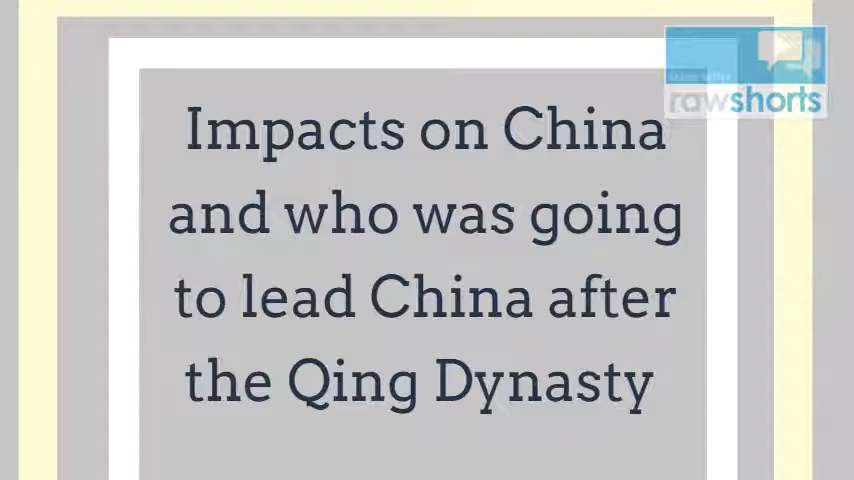 Impacts on China
and who was going
to lead China after
the Qing Dynasty
rawshorts